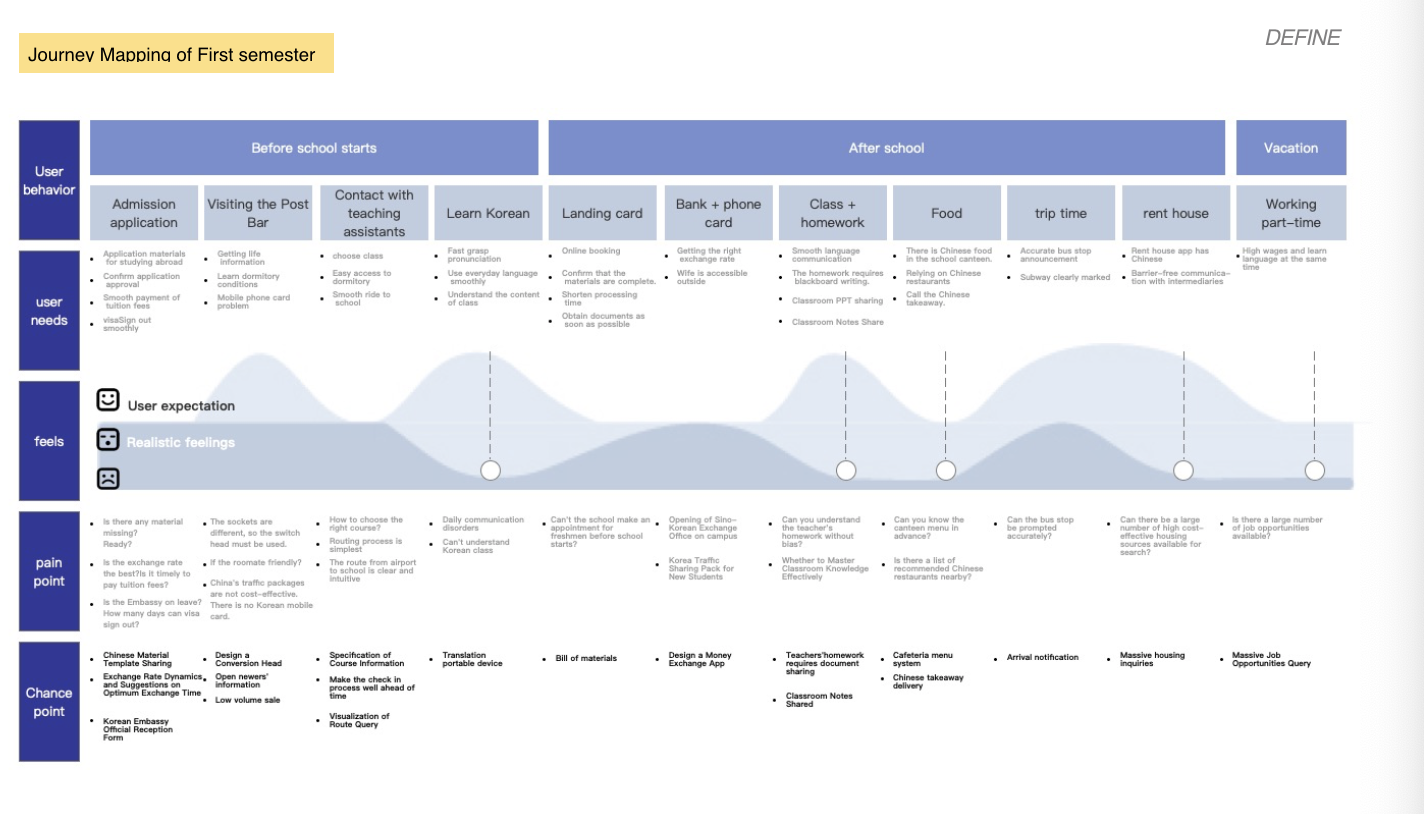 DEFINE
Journey Mapping of First semester
User
behavior
Before school starts
After school
Vacation
Admission
application
Visiting the Post
Bar
Contact with
teaching
assistants
Learn Korean
Landing card
Bank + phone
card
Class +
homework
Food
trip time
rent house
Working
part-time
user
needs
Application materials
for studying abroad
Confirm application
approval
Smooth payment of
tuition fees
visaSign out
smoothly
Getting life
information
Learn dormitory
conditions
Mobile phone card
problem
choose class
Easy access to
dormitory
Smooth ride to
school
Fast grasp
pronunciation
Use everyday language
smoothly
Understand the content
of class
Online booking
Confirm that the
materials are complete.
Shorten processing
time
Obtain documents as
soon as possible
Getting the right
exchange rate
Wife is accessible
outside
Smooth language
communication
The homework requires
blackboard writing.
Classroom PPT sharing
Classroom Notes Share
There is Chinese food
in the school canteen.
Relying on Chinese
restaurants
Call the Chinese
takeaway.
Accurate bus stop
announcement
Subway clearly marked
Rent house app has
Chinese
Barrier-free communica-
tion with intermediaries
High wages and learn
language at the same
time
feels
User expectation
Realistic feelings
pain
point
Is there any material
missing?
Ready?
Is the exchange rate
the best?Is it timely to
pay tuition fees?
Is the Embassy on leave?
How many days can visa
sign out?
The sockets are
different, so the switch
head must be used.
If the roomate friendly?
China's traffic packages
are not cost-effective.
There is no Korean mobile
card.
How to choose the
right course?
Routing process is
simplest
The route from airport
to school is clear and
intuitive
Daily communication
disorders
Can't understand
Korean class
Can't the school make an
appointment for
freshmen before school
starts?
Opening of Sino-
Korean Exchange
Office on campus
Korea Traffic
Sharing Pack for
New Students
Can you understand
the teacher's
homework without
bias?
Whether to Master
Classroom Knowledge
Effectively
Can you know the
canteen menu in
advance?
Is there a list of
recommended Chinese
restaurants nearby?
Can the bus stop
be prompted
accurately?
Can there be a large
number of high cost-
effective housing
sources available for
search?
Is there a large number
of job opportunities
available?
Chance
point
Chinese Material
Template Sharing
Exchange Rate Dynamics
and Suggestions on
Optimum Exchange Time
Korean Embassy
Official Reception
Form
Design a
Conversion Head
Open newers'
information
Low volume sale
Specification of
Course Information
Make the check in
process well ahead of
time
Visualization of
Route Query
Translation
portable device
Bill of materials
Design a Money
Exchange App
Teachers'homework
requires document
sharing
Classroom Notes
Shared
Cafeteria menu
system
Chinese takeaway
delivery
Arrival notification
Massive housing
inquiries
Massive Job
Opportunities Query